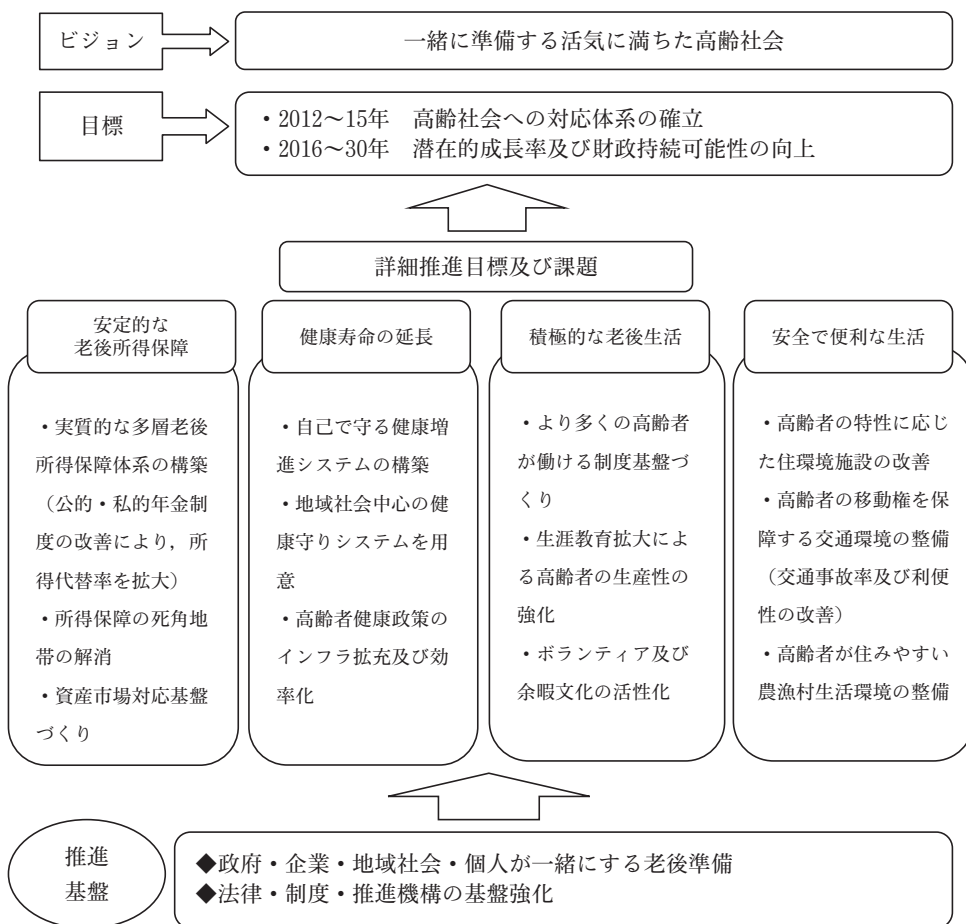 ビジョン
一緒に準備する活気に満ちた高齢社会
目標
・2012～15年　高齢社会への対応体系の確立
・2016～30年　潜在的成長率及び財政持続可能性の向上
詳細推進目標及び課題
安定的な
老後所得保障
・実質的な多層老後
所得保障体系の構築
（公的・私的年金制
度の改善により，所
得代替率を拡大）
・所得保障の死角地
帯の解消
・資産市場対応基盤
づくり
健康寿命の延長
・自己で守る健康増
進システムの構築
・地域社会中心の健
康守りシステムを用
意
・高齢者健康政策の
インフラ拡充及び効
率化
積極的な老後生活
・より多くの高齢者
が働ける制度基盤づ
くり
・生涯教育拡大によ
る高齢者の生産性の
強化
・ボランティア及び
余暇文化の活性化
安全で便利な生活
・高齢者の特性に応じ
た住環境施設の改善
・高齢者の移動権を保
障する交通環境の整備
（交通事故率及び利便
性の改善）
・高齢者が住みやすい
農漁村生活環境の整備
推進
基盤
◆政府・企業・地域社会・個人が一緒にする老後準備
◆法律・制度・推進機構の基盤強化